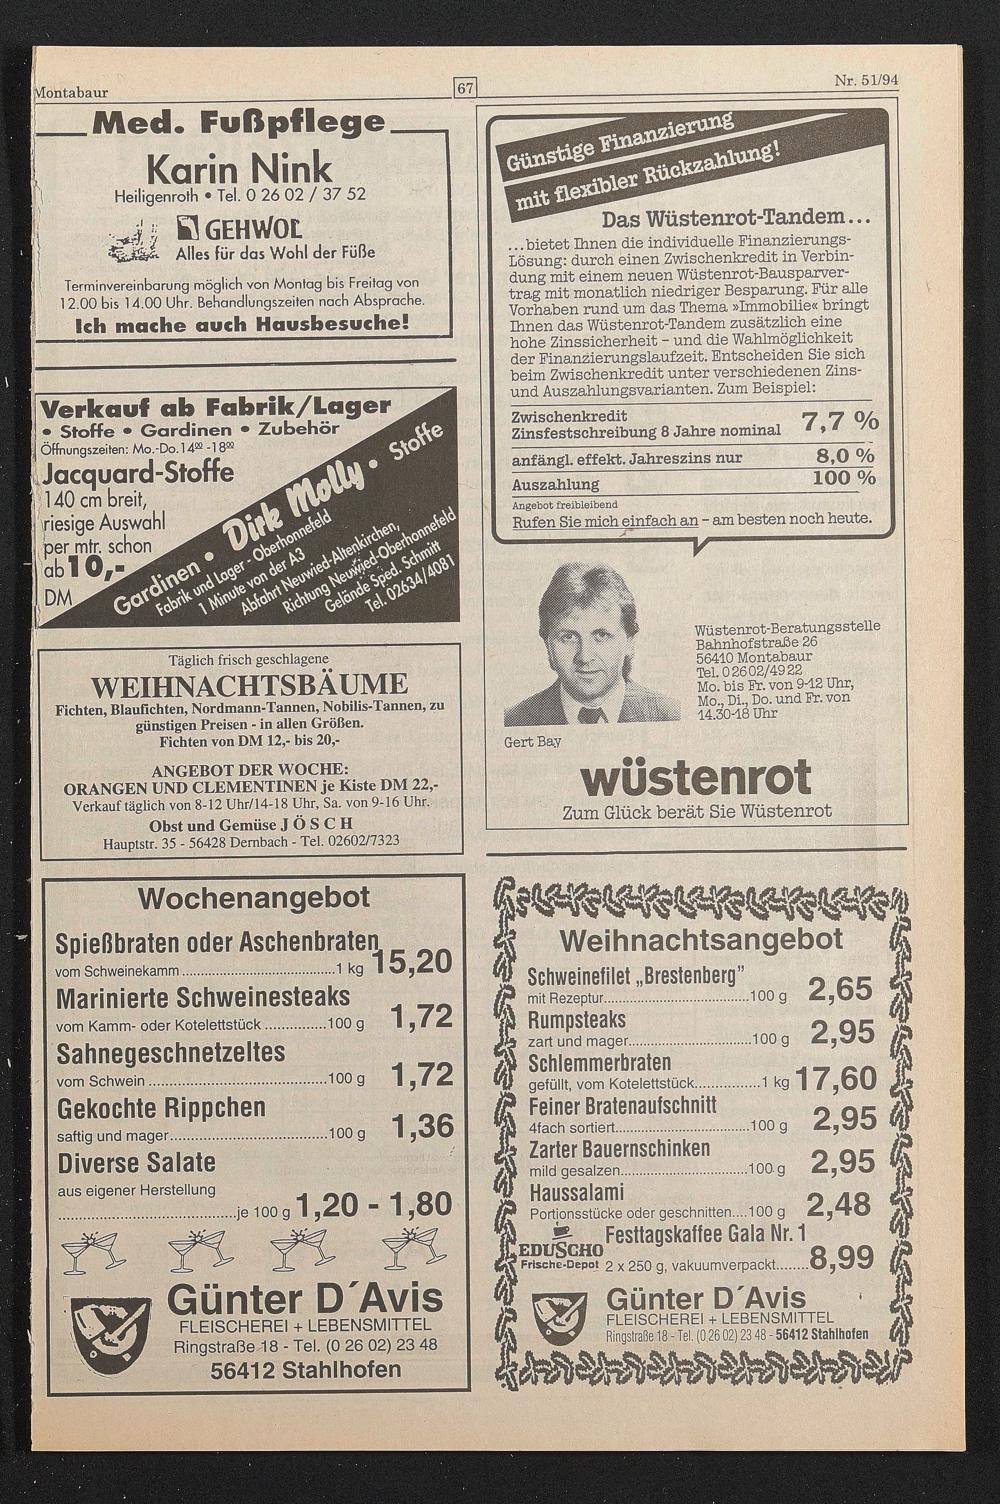 Montabaur
67
Nr. 51/94
Med. Fußpflege
Karin Nink
Heiligenroth • Tel. 0 26 02 / 37 52
GEHWOL
Alles für das Wohl der Füße
Terminvereinbarung möglich von Montag bis Freitag von
12.00 bis 14.00 Uhr. Behandlungszeiten nach Absprache.
Ich mache auch Hausbesuche!
Verkauf ab Fabrik/Lager
• Stoffe • Gardinen • Zubehör
Öffnungszeiten: Mo.-Do. 14⁰⁰ -18⁰⁰
Jacquard-Stoffe
140 cm breit,
riesige Auswahl
per mtr. schon
ab 10,-
DM
Gardinen • Dirk Molly • Stoffe
Fabrik und Lager - Oberhonnefeld
1 Minute von der A3
Abfahrt Neuwied-Altenkirchen,
Richtung Neuwied-Oberhonnefeld
Gelände Sped. Schmitt
Tel. 02634/4081
Täglich frisch geschlagene
WEIHNACHTSBÄUME
Fichten, Blaufichten, Nordmann-Tannen, Nobilis-Tannen, zu
günstigen Preisen - in allen Größen.
Fichten von DM 12,- bis 20,-
ANGEBOT DER WOCHE:
ORANGEN UND CLEMENTINEN je Kiste DM 22,-
Verkauf täglich von 8-12 Uhr/14-18 Uhr, Sa. von 9-16 Uhr.
Obst und Gemüse J Ö S C H
Hauptstr. 35 - 56428 Dernbach - Tel. 02602/7323
Wochenangebot
Spießbraten oder Aschenbraten
vom Schweinekamm ......................................1 kg 15,20
Marinierte Schweinesteaks
vom Kamm- oder Kotelettstück ...............100 g 1,72
Sahnegeschnetzeltes
vom Schwein ............................................100 g 1,72
Gekochte Rippchen
saftig und mager.......................................100 g 1,36
Diverse Salate
aus eigener Herstellung
............................................je 100 g 1,20 - 1,80
Günter D´Avis
FLEISCHEREI + LEBENSMITTEL
Ringstraße 18 - Tel. (0 26 02) 23 48
56412 Stahlhofen
Günstige Finanzierung
mit flexibler Rückzahlung!
Das Wüstenrot-Tandem...
...bietet Ihnen die individuelle Finanzierungs-
Lösung: durch einen Zwischenkredit in Verbin-
dung mit einem neuen Wüstenrot-Bausparver-
trag mit monatlich niedriger Besparung. Für alle
Vorhaben rund um das Thema »Immobilie« bringt
Ihnen das Wüstenrot-Tandem zusätzlich eine
hohe Zinssicherheit – und die Wahlmöglichkeit
der Finanzierungslaufzeit. Entscheiden Sie sich
beim Zwischenkredit unter verschiedenen Zins-
und Auszahlungsvarianten. Zum Beispiel:
Zwischenkredit
Zinsfestschreibung 8 Jahre nominal 7,7 %
anfängl. effekt. Jahreszins nur 8,0 %
Auszahlung 100 %
Angebot freibleibend
Rufen Sie mich einfach an – am besten noch heute.
Wüstenrot-Beratungsstelle
Bahnhofstraße 26
56410 Montabaur
Tel. 02602/4922
Mo. bis Fr. von 9-12 Uhr,
Mo., Di., Do. und Fr. von
14.30-18 Uhr
Gert Bay
wüstenrot
Zum Glück berät Sie Wüstenrot
Weihnachtsangebot
Schweinefilet „Brestenberg”
mit Rezeptur...................................100 g 2,65
Rumpsteaks
zart und mager..............................100 g 2,95
Schlemmerbraten
gefüllt, vom Kotelettstück................1 kg 17,60
Feiner Bratenaufschnitt
4fach sortiert.................................100 g 2,95
Zarter Bauernschinken
mild gesalzen................................100 g 2,95
Haussalami
Portionsstücke oder geschnitten....100 g 2,48
Festtagskaffee Gala Nr. 1
EDUSCHO
Frische-Depot 2 x 250 g, vakuumverpackt........8,99
Günter D´Avis
FLEISCHEREI + LEBENSMITTEL
Ringstraße 18 - Tel. (0 26 02) 23 48 - 56412 Stahlhofen